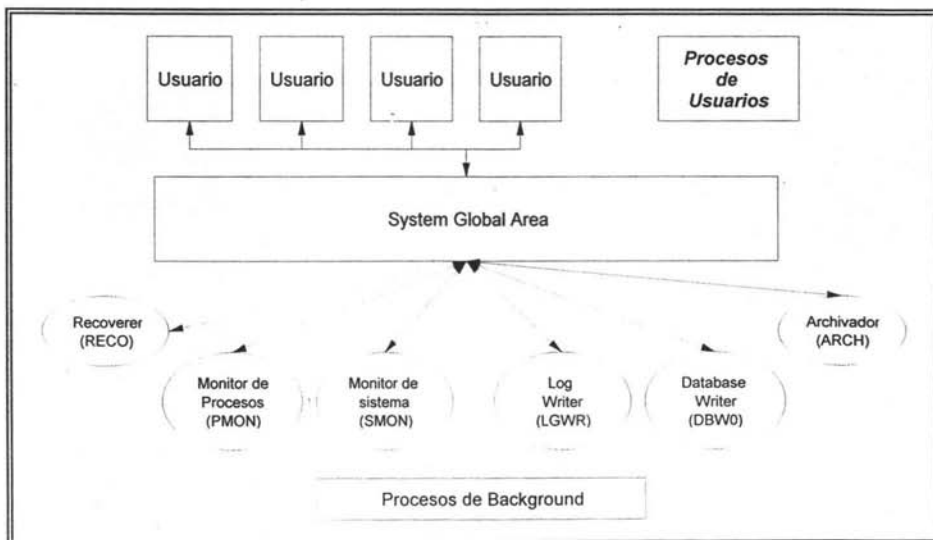 Usuario
Usuario
Usuario
Usuario
Procesos
de
Usuarios
System Global Area
Recoverer
(RECO)
Monitor de
Procesos
(PMON)
Monitor de
sistema
(SMON)
Log
Writer
(LGWR)
Database
Writer
(DBW0)
Archivador
(ARCH)
Procesos de Background